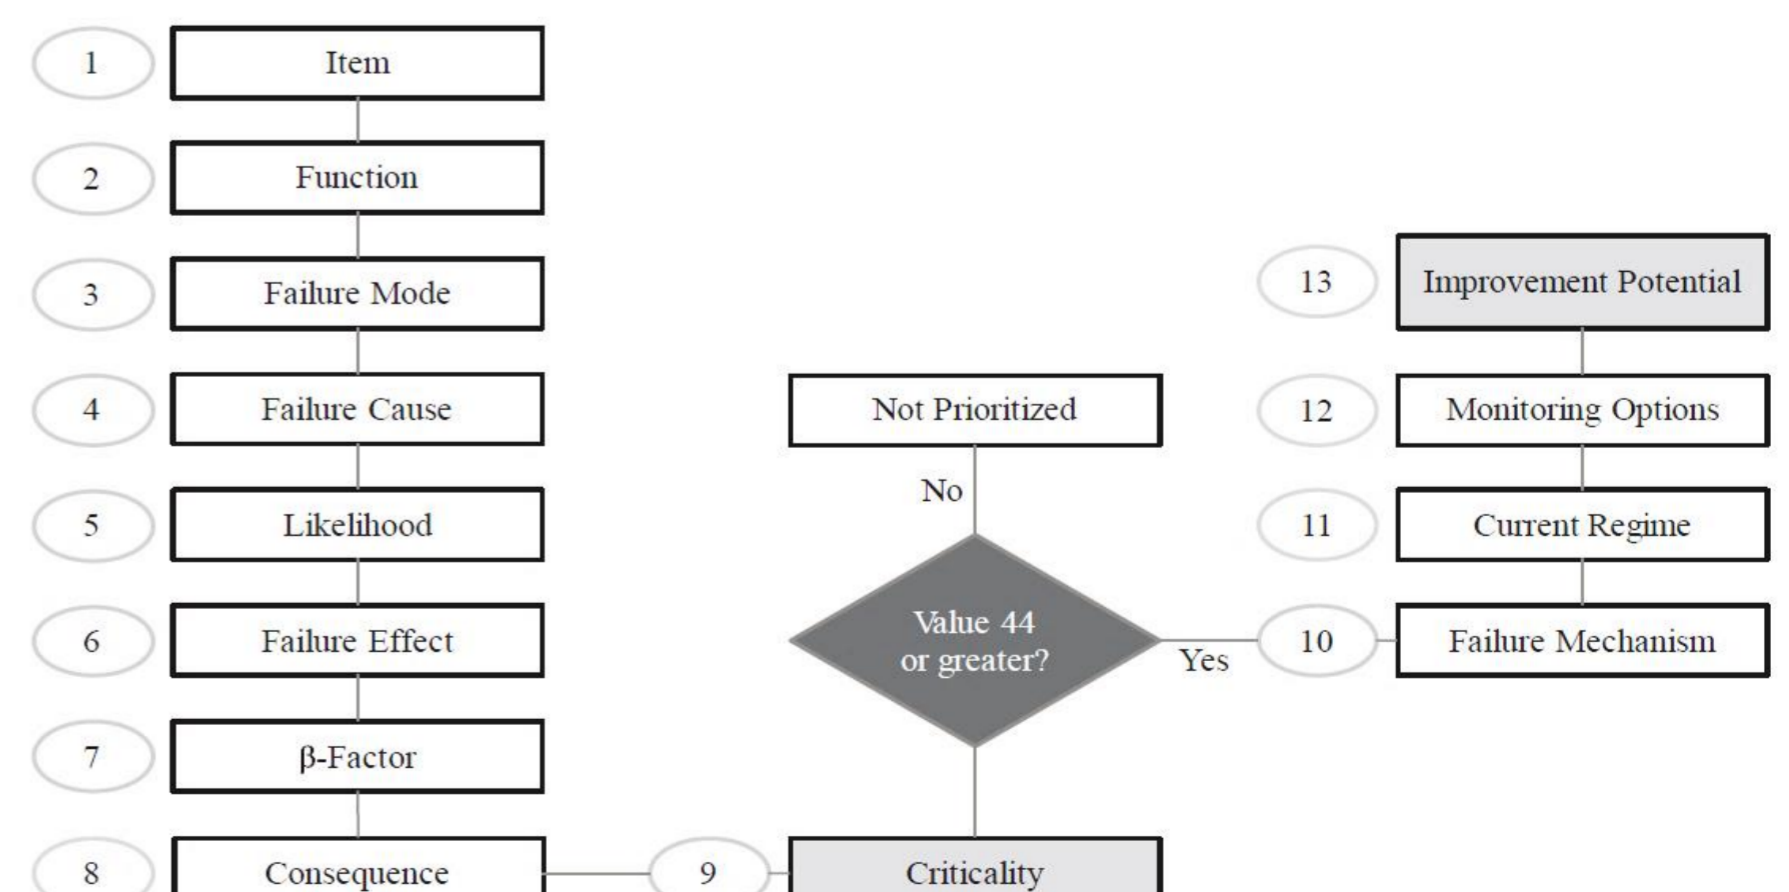 1
Item
2
Function
3
Failure Mode
4
Failure Cause
5
Likelihood
6
Failure Effect
7
β-Factor
8
Consequence
9
Criticality
Value 44
or greater?
No
Not Prioritized
Yes
10
Failure Mechanism
11
Current Regime
12
Monitoring Options
13
Improvement Potential